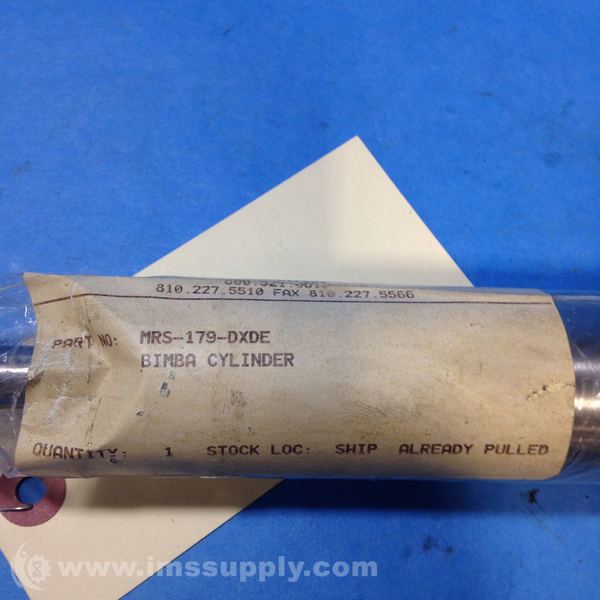 810.227.5510 FAX 810.227.5566
PART NO: MRS-179-DXDE
BIMBA CYLINDER
QUANTITY: 1 STOCK LOC: SHIP ALREADY PULLED
www.imssupply.com